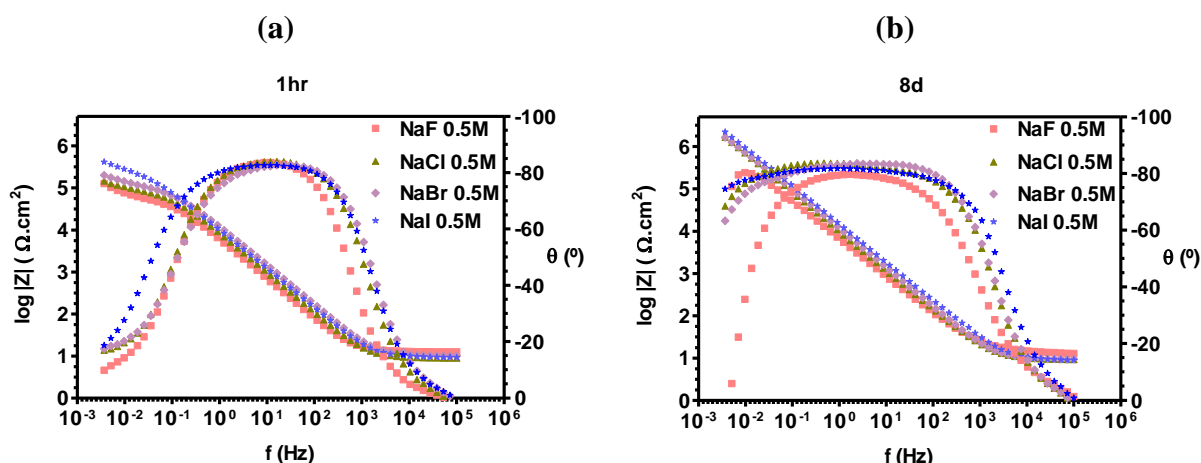 (a)
1hr
NaF 0.5M
NaCl 0.5M
NaBr 0.5M
NaI 0.5M
log |Z| ( Ω.cm²)
6
5
4
3
2
1
0
-100
-80
-60
-40
-20
0
θ (º)
10⁻³ 10⁻² 10⁻¹ 10⁰ 10¹ 10² 10³ 10⁴ 10⁵ 10⁶
f (Hz)
(b)
8d
NaF 0.5M
NaCl 0.5M
NaBr 0.5M
NaI 0.5M
log |Z| ( Ω.cm²)
6
5
4
3
2
1
0
-100
-80
-60
-40
-20
0
θ (º)
10⁻³ 10⁻² 10⁻¹ 10⁰ 10¹ 10² 10³ 10⁴ 10⁵ 10⁶
f (Hz)